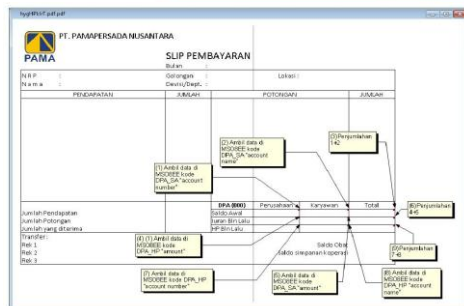 PT. PAMAPERSADA NUSANTARA
PAMA
SLIP PEMBAYARAN
Bulan :
NRP : Golongan : Lokasi :
Nama : Devisi/Dept. :
PENDAPATAN JUMLAH POTONGAN JUMLAH
(3) Penjumlahan
1+2
(2) Ambil data di
MSOBEE kode
DPA_SA "account
name"
(1) Ambil data di
MSOBEE kode
DPA_SA "account
number"
DPA (800) Perusahaan Karyawan Total
Jumlah Pendapatan Saldo Awal
Jumlah Potongan Iuran Bln Lalu
Jumlah yang diterima HP Bln Lalu
(6) Penjumlahan
4+5
Transfer:
Rek 1
Rek 2
Rek 3
(4) (1) Ambil data di
MSOBEE kode
DPA_HP "amount"
Saldo Obat
Saldo simpanan koperasi
(9) Penjumlahan
7+8
(7) Ambil data di
MSOBEE kode DPA_HP
"account number"
(5) Ambil data di
MSOBEE kode
DPA_SA "amount"
(8) Ambil data di
MSOBEE kode
DPA_HP "account
name"